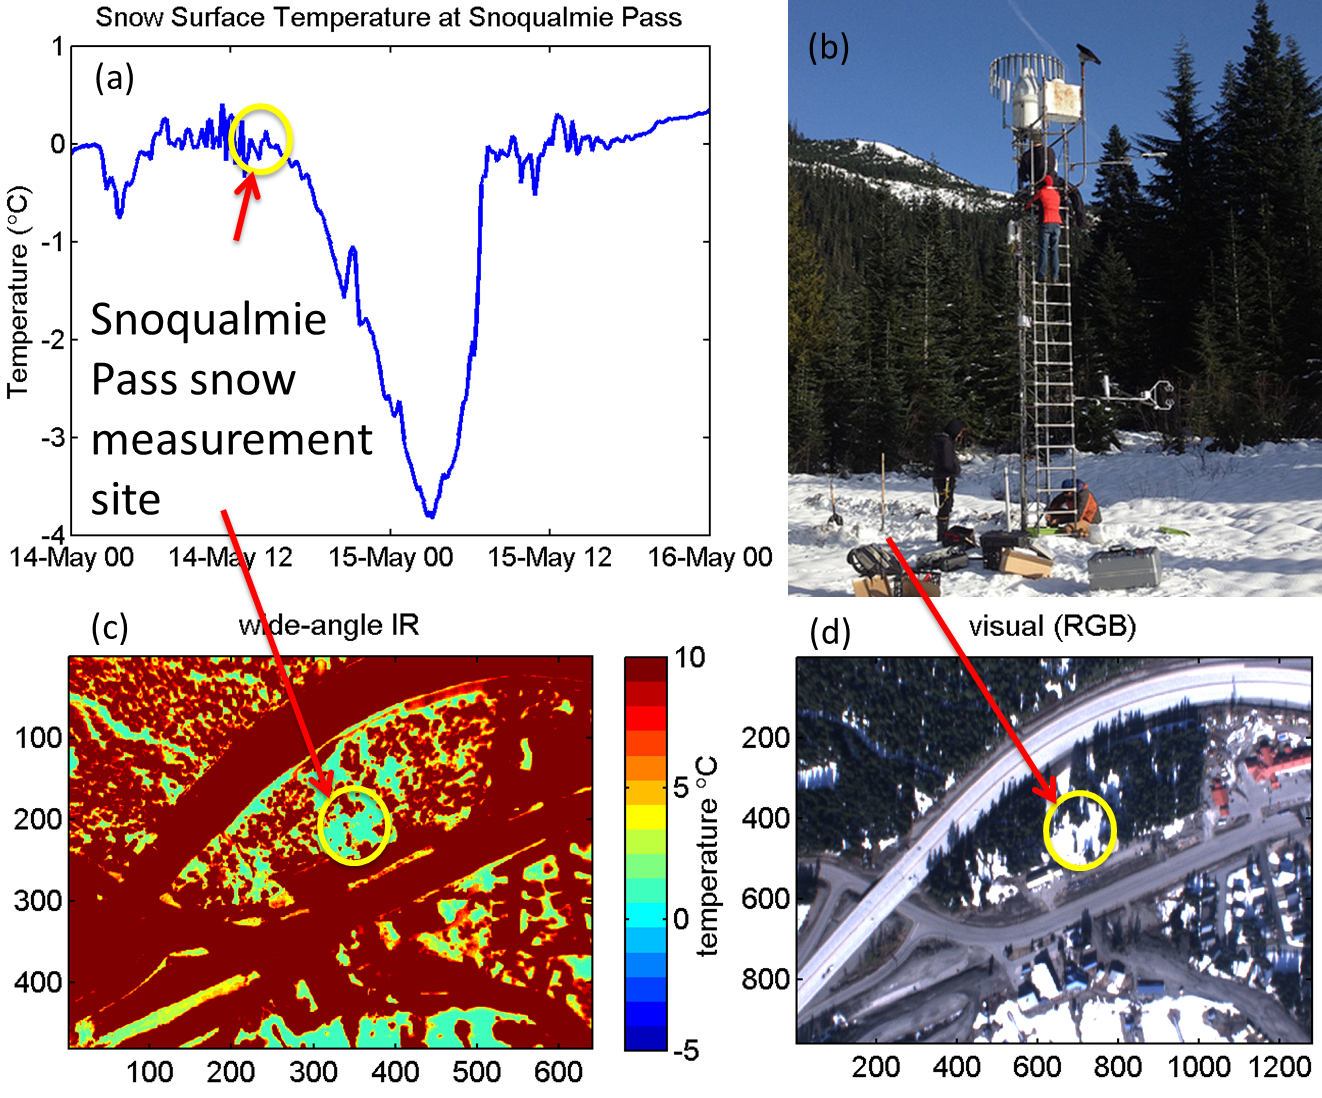 Snow Surface Temperature at Snoqualmie Pass
(a)
1
0
-1
-2
-3
-4
Temperature (°C)
14-May 00
14-May 12
15-May 00
15-May 12
16-May 00
Snoqualmie
Pass snow
measurement
site
(b)
(c)
wide-angle IR
100
200
300
400
100
200
300
400
500
600
10
5
0
-5
temperature °C
(d)
visual (RGB)
200
400
600
800
200
400
600
800
1000
1200